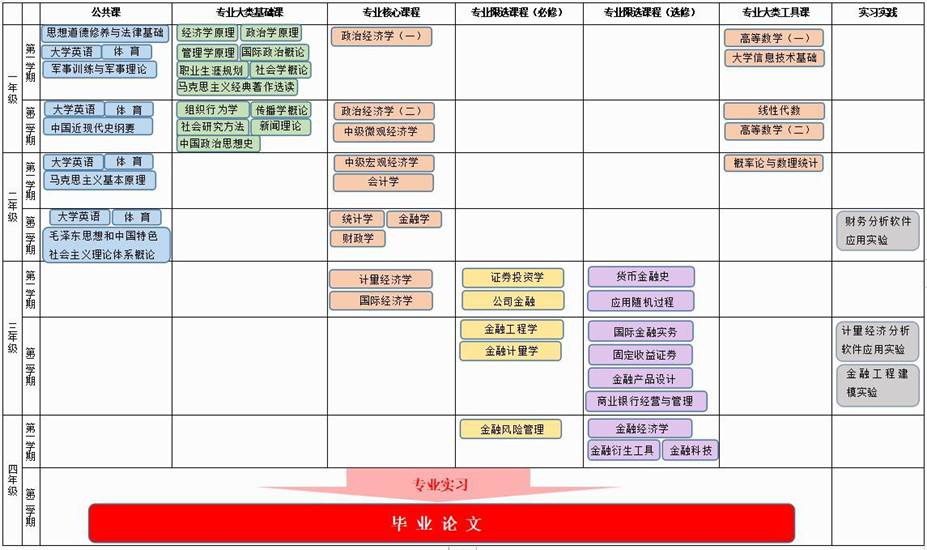 公共课 专业大类基础课 专业核心课程 专业限选课程（必修） 专业限选课程（选修） 专业大类工具课 实习实践
一年级
第一学期
思想道德修养与法律基础
大学英语 体 育
军事训练与军事理论
经济学原理 政治学原理
管理学原理 国际政治概论
职业生涯规划 社会学概论
马克思主义经典著作选读
政治经济学（一）
高等数学（一）
大学信息技术基础
第二学期
大学英语 体 育
中国近现代史纲要
组织行为学 传播学概论
社会研究方法 新闻理论
中国政治思想史
政治经济学（二）
中级微观经济学
线性代数
高等数学（二）
二年级
第一学期
大学英语 体 育
马克思主义基本原理
中级宏观经济学
会计学
概率论与数理统计
第二学期
大学英语 体 育
毛泽东思想和中国特色
社会主义理论体系概论
统计学 金融学
财政学
财务分析软件
应用实验
三年级
第一学期
计量经济学
国际经济学
证券投资学
公司金融
货币金融史
应用随机过程
第二学期
金融工程学
金融计量学
国际金融实务
固定收益证券
金融产品设计
商业银行经营与管理
计量经济分析
软件应用实验
金融工程建
模实验
四年级
第一学期
金融风险管理
金融经济学
金融衍生工具 金融科技
第二学期
专业实习
毕 业 论 文